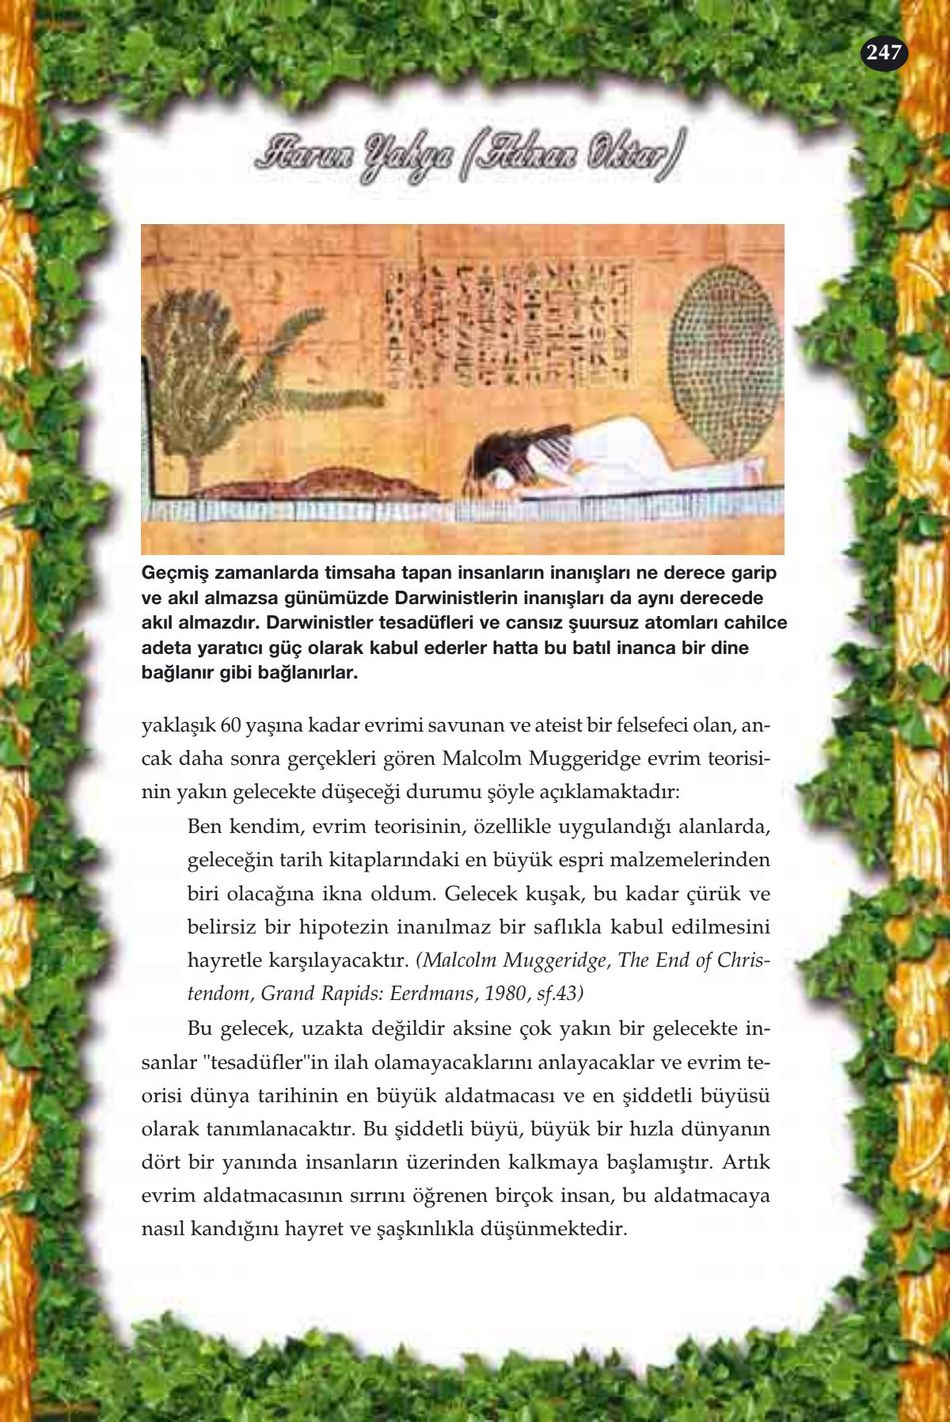 247
Harun Yahya (Adnan Oktar)
Geçmiş zamanlarda timsaha tapan insanların inanışları ne derece garip
ve akıl almazsa günümüzde Darwinistlerin inanışları da aynı derecede
akıl almazdır. Darwinistler tesadüfleri ve cansız şuursuz atomları cahilce
adeta yaratıcı güç olarak kabul ederler hatta bu batıl inanca bir dine
bağlanır gibi bağlanırlar.
yaklaşık 60 yaşına kadar evrimi savunan ve ateist bir felsefeci olan, an-
cak daha sonra gerçekleri gören Malcolm Muggeridge evrim teorisi-
nin yakın gelecekte düşeceği durumu şöyle açıklamaktadır:
Ben kendim, evrim teorisinin, özellikle uygulandığı alanlarda,
geleceğin tarih kitaplarındaki en büyük espri malzemelerinden
biri olacağına ikna oldum. Gelecek kuşak, bu kadar çürük ve
belirsiz bir hipotezin inanılmaz bir saflıkla kabul edilmesini
hayretle karşılayacaktır. (Malcolm Muggeridge, The End of Chris-
tendom, Grand Rapids: Eerdmans, 1980, sf.43)
Bu gelecek, uzakta değildir aksine çok yakın bir gelecekte in-
sanlar "tesadüfler"in ilah olamayacaklarını anlayacaklar ve evrim te-
orisi dünya tarihinin en büyük aldatmacası ve en şiddetli büyüsü
olarak tanımlanacaktır. Bu şiddetli büyü, büyük bir hızla dünyanın
dört bir yanında insanların üzerinden kalkmaya başlamıştır. Artık
evrim aldatmacasının sırrını öğrenen birçok insan, bu aldatmacaya
nasıl kandığını hayret ve şaşkınlıkla düşünmektedir.